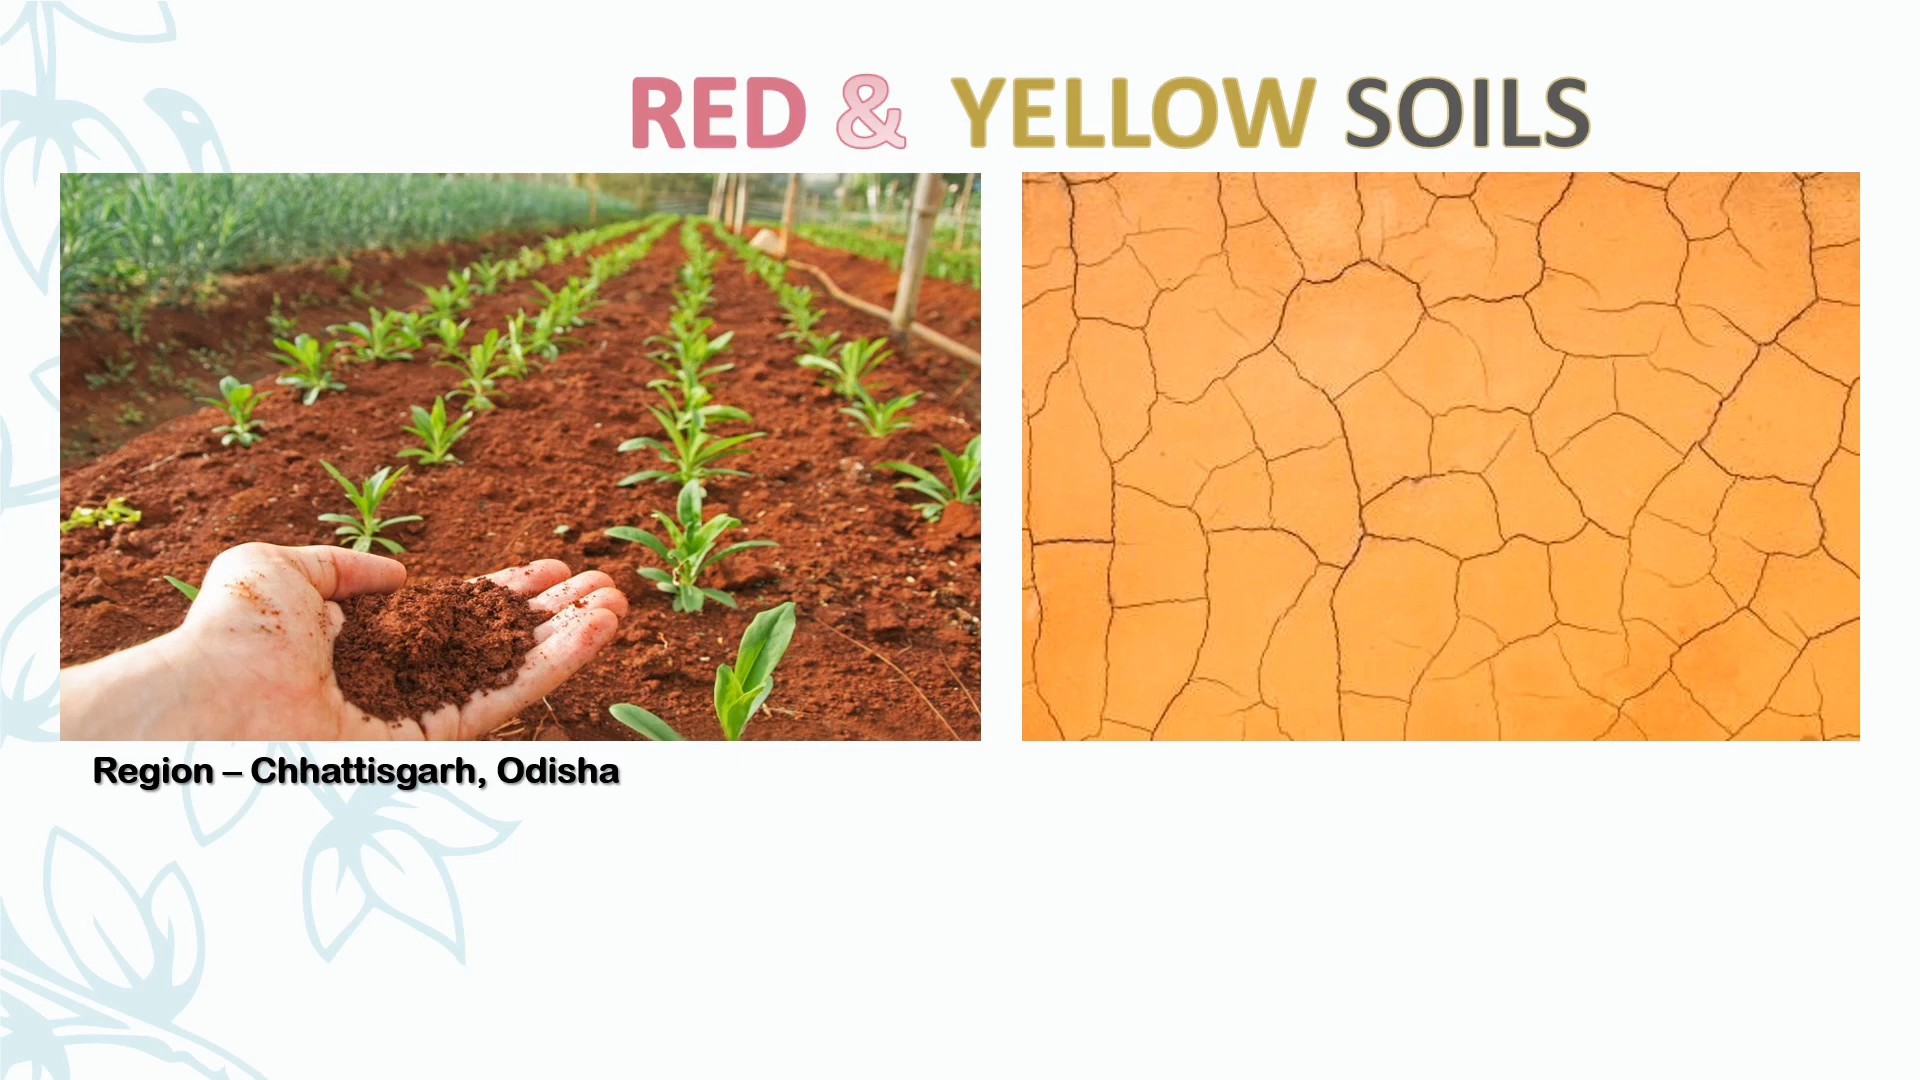 RED & YELLOW SOILS
Region – Chhattisgarh, Odisha